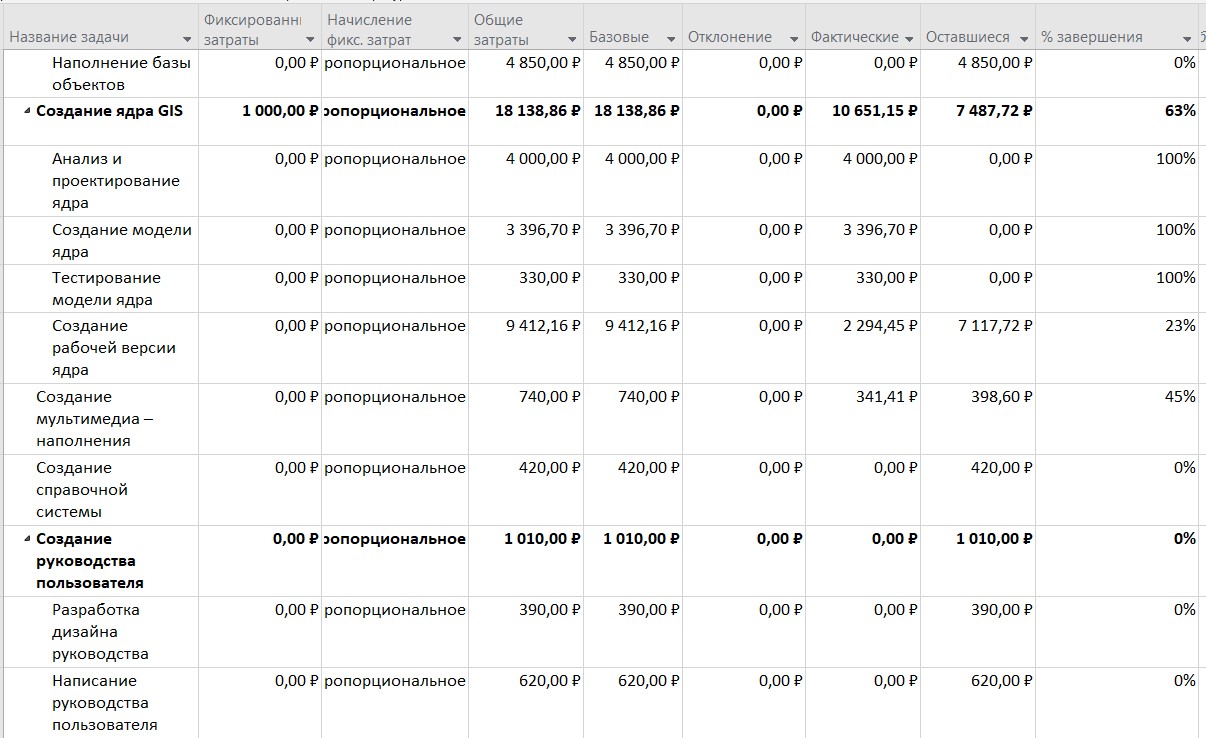 Название задачи Фиксированны затраты Начисление фикс. затрат Общие затраты Базовые Отклонение Фактические Оставшиеся % завершения
Наполнение базы 0,00 ₽ ропорциональное 4 850,00 ₽ 4 850,00 ₽ 0,00 ₽ 0,00 ₽ 4 850,00 ₽ 0%
объектов
Создание ядра GIS 1 000,00 ₽ ропорциональное 18 138,86 ₽ 18 138,86 ₽ 0,00 ₽ 10 651,15 ₽ 7 487,72 ₽ 63%
Анализ и 0,00 ₽ ропорциональное 4 000,00 ₽ 4 000,00 ₽ 0,00 ₽ 4 000,00 ₽ 0,00 ₽ 100%
проектирование
ядра
Создание модели 0,00 ₽ ропорциональное 3 396,70 ₽ 3 396,70 ₽ 0,00 ₽ 3 396,70 ₽ 0,00 ₽ 100%
ядра
Тестирование 0,00 ₽ ропорциональное 330,00 ₽ 330,00 ₽ 0,00 ₽ 330,00 ₽ 0,00 ₽ 100%
модели ядра
Создание 0,00 ₽ ропорциональное 9 412,16 ₽ 9 412,16 ₽ 0,00 ₽ 2 294,45 ₽ 7 117,72 ₽ 23%
рабочей версии
ядра
Создание 0,00 ₽ ропорциональное 740,00 ₽ 740,00 ₽ 0,00 ₽ 341,41 ₽ 398,60 ₽ 45%
мультимедиа –
наполнения
Создание 0,00 ₽ ропорциональное 420,00 ₽ 420,00 ₽ 0,00 ₽ 0,00 ₽ 420,00 ₽ 0%
справочной
системы
Создание 0,00 ₽ ропорциональное 1 010,00 ₽ 1 010,00 ₽ 0,00 ₽ 0,00 ₽ 1 010,00 ₽ 0%
руководства
пользователя
Разработка 0,00 ₽ ропорциональное 390,00 ₽ 390,00 ₽ 0,00 ₽ 0,00 ₽ 390,00 ₽ 0%
дизайна
руководства
Написание 0,00 ₽ ропорциональное 620,00 ₽ 620,00 ₽ 0,00 ₽ 0,00 ₽ 620,00 ₽ 0%
руководства
пользователя